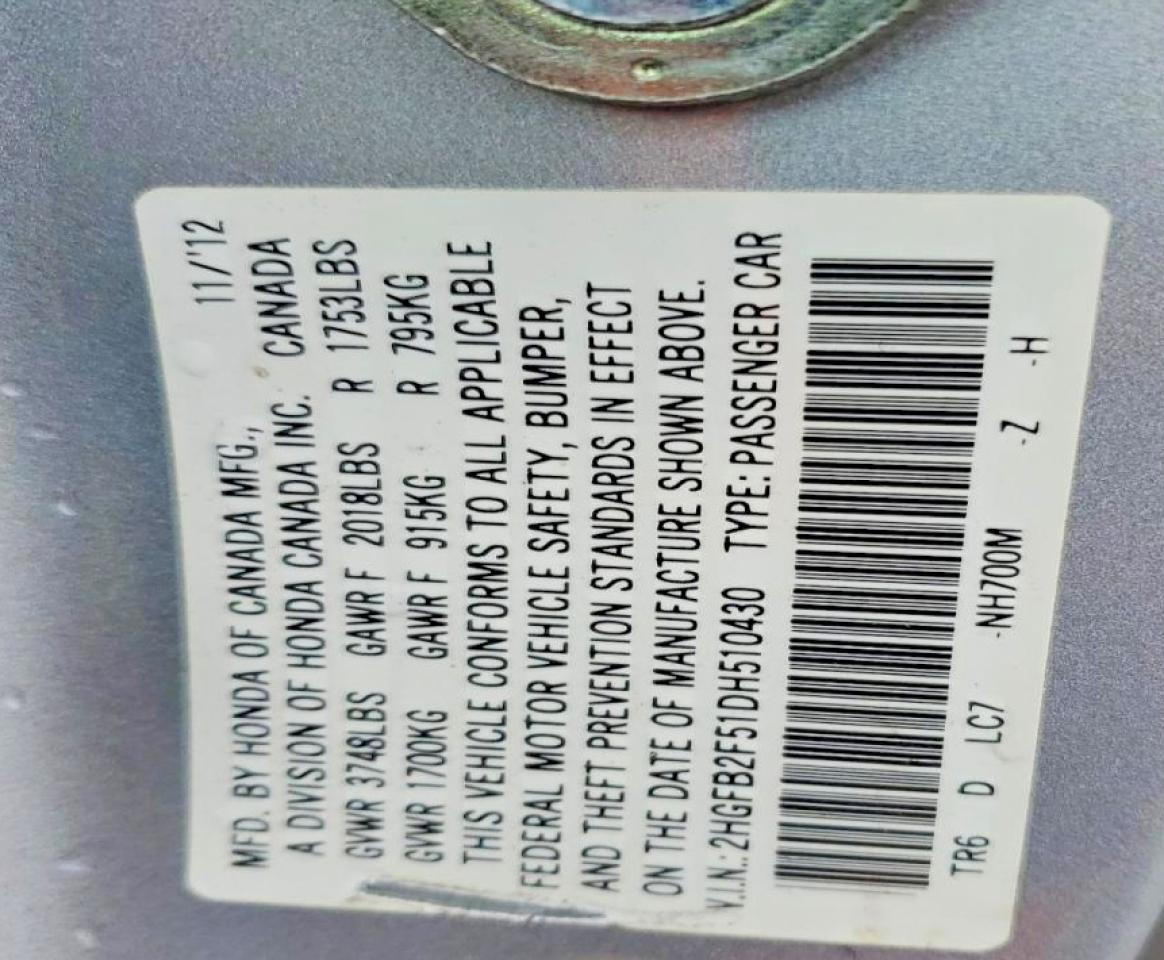 11/'12
MFD. BY HONDA OF CANADA MFG.,
A DIVISION OF HONDA CANADA INC. CANADA
GVWR 3748LBS GAWR F 2018LBS R 1753LBS
GVWR 1700KG GAWR F 915KG R 795KG
THIS VEHICLE CONFORMS TO ALL APPLICABLE
FEDERAL MOTOR VEHICLE SAFETY, BUMPER,
AND THEFT PREVENTION STANDARDS IN EFFECT
ON THE DATE OF MANUFACTURE SHOWN ABOVE.
V.I.N.: 2HGFB2F51DH510430 TYPE: PASSENGER CAR
TR6 D LC7 -NH700M -Z -H